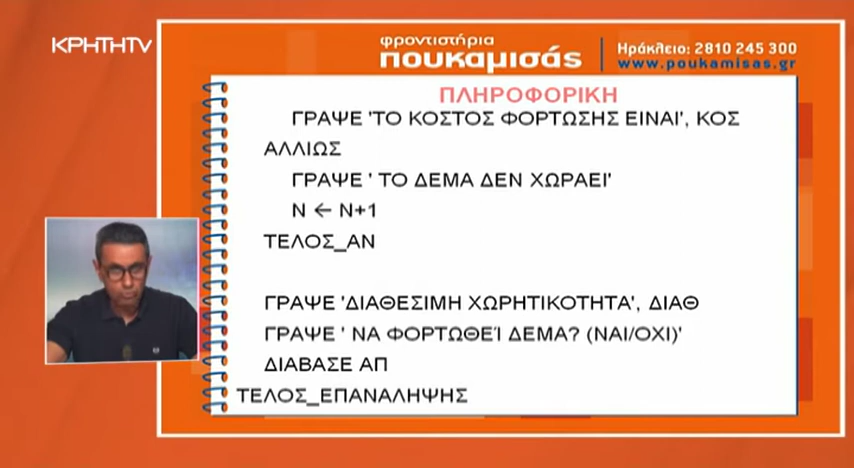 ΚΡΗΤΗTV
φροντιστήρια
πουκαμισάς
Ηράκλειο: 2810 245 300
www.poukamisas.gr
ΠΛΗΡΟΦΟΡΙΚΗ
ΓΡΑΨΕ 'ΤΟ ΚΟΣΤΟΣ ΦΟΡΤΩΣΗΣ ΕΙΝΑΙ', ΚΟΣ
ΑΛΛΙΩΣ
ΓΡΑΨΕ ' ΤΟ ΔΕΜΑ ΔΕΝ ΧΩΡΑΕΙ'
Ν ← Ν+1
ΤΕΛΟΣ_ΑΝ
ΓΡΑΨΕ 'ΔΙΑΘΕΣΙΜΗ ΧΩΡΗΤΙΚΟΤΗΤΑ', ΔΙΑΘ
ΓΡΑΨΕ ' ΝΑ ΦΟΡΤΩΘΕΊ ΔΕΜΑ? (ΝΑΙ/ΟΧΙ)'
ΔΙΑΒΑΣΕ ΑΠ
ΤΕΛΟΣ_ΕΠΑΝΑΛΗΨΗΣ